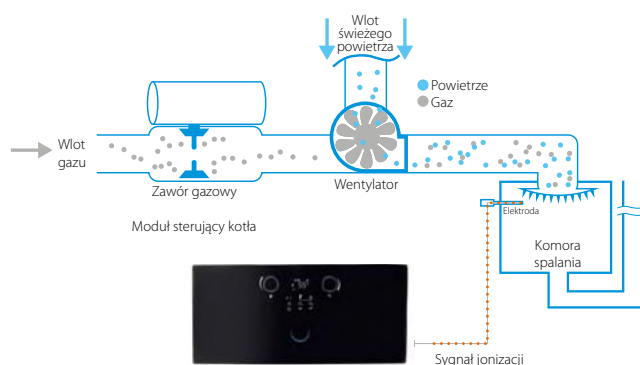 Wlot
świeżego
powietrza
Powietrze
Gaz
Wlot
gazu
Zawór gazowy
Wentylator
Elektroda
Moduł sterujący kotła
Komora
spalania
Sygnał jonizacji